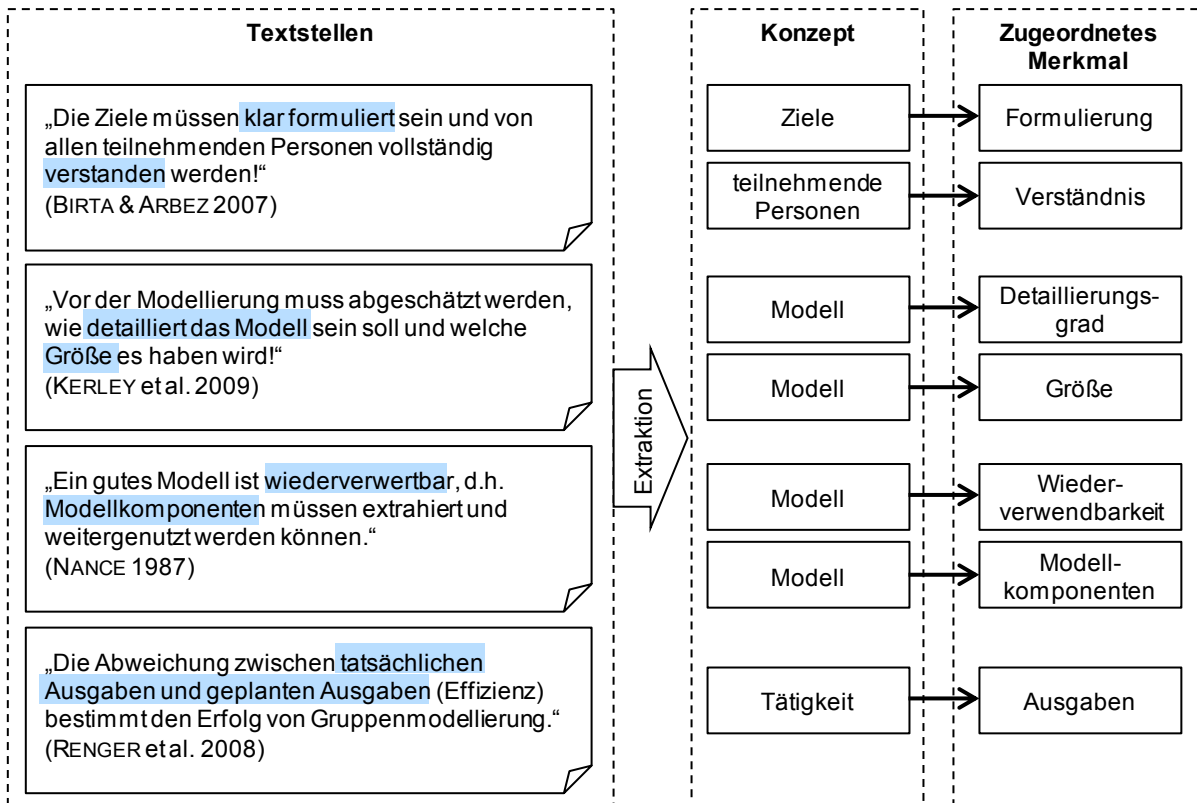 Textstellen
„Die Ziele müssen klar formuliert sein und von
allen teilnehmenden Personen vollständig
verstanden werden!“
(BIRTA & ARBEZ 2007)
„Vor der Modellierung muss abgeschätzt werden,
wie detailliert das Modell sein soll und welche
Größe es haben wird!“
(KERLEY et al. 2009)
„Ein gutes Modell ist wiederverwertbar, d.h.
Modellkomponenten müssen extrahiert und
weitergenutzt werden können.“
(NANCE 1987)
„Die Abweichung zwischen tatsächlichen
Ausgaben und geplanten Ausgaben (Effizienz)
bestimmt den Erfolg von Gruppenmodellierung.“
(RENGER et al. 2008)
Extraktion
Konzept
Ziele
teilnehmende
Personen
Modell
Modell
Modell
Modell
Tätigkeit
Zugeordnetes
Merkmal
Formulierung
Verständnis
Detaillierungs-
grad
Größe
Wieder-
verwendbarkeit
Modell-
komponenten
Ausgaben